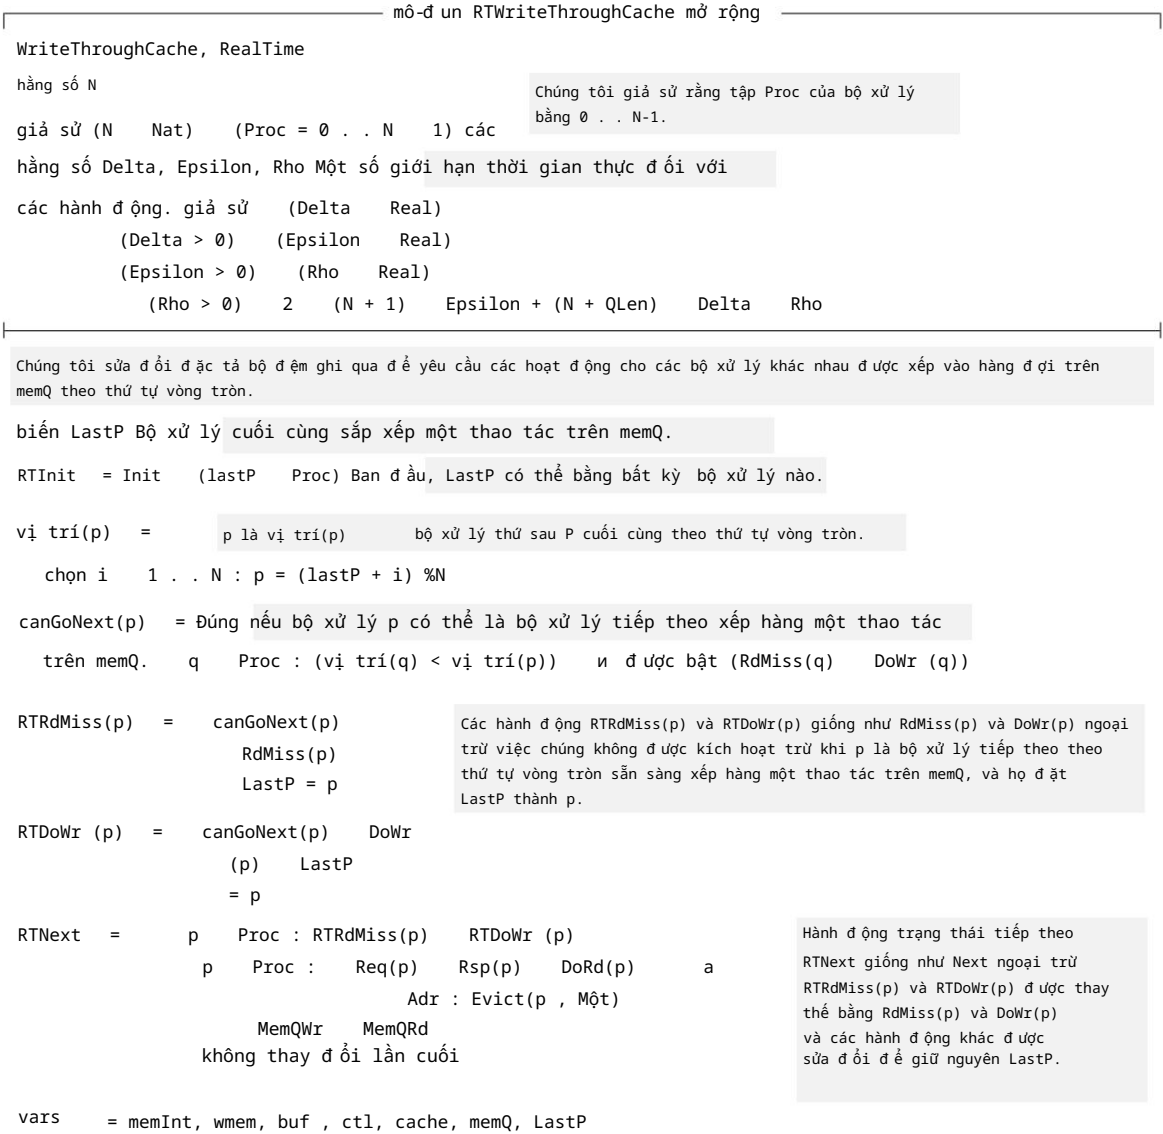 mô-đun RTWriteThroughCache mở rộng
WriteThroughCache, RealTime
hằng số N
Chúng tôi giả sử rằng tập Proc của bộ xử lý
bằng 0 . . N-1.
giả sử (N Nat) (Proc = 0 . . N 1) các
hằng số Delta, Epsilon, Rho Một số giới hạn thời gian thực đối với
các hành động. giả sử (Delta Real)
(Delta > 0) (Epsilon Real)
(Epsilon > 0) (Rho Real)
(Rho > 0) 2 (N + 1) Epsilon + (N + QLen) Delta Rho
Chúng tôi sửa đổi đặc tả bộ đệm ghi qua để yêu cầu các hoạt động cho các bộ xử lý khác nhau được xếp vào hàng đợi trên
memQ theo thứ tự vòng tròn.
biến LastP Bộ xử lý cuối cùng sắp xếp một thao tác trên memQ.
RTInit = Init (lastP Proc) Ban đầu, LastP có thể bằng bất kỳ bộ xử lý nào.
vị trí(p) = p là vị trí(p) bộ xử lý thứ sau P cuối cùng theo thứ tự vòng tròn.
chọn i 1 . . N : p = (lastP + i) %N
canGoNext(p) = Đúng nếu bộ xử lý p có thể là bộ xử lý tiếp theo xếp hàng một thao tác
trên memQ. q Proc : (vị trí(q) < vị trí(p)) и được bật (RdMiss(q) DoWr (q))
RTRdMiss(p) = canGoNext(p)
RdMiss(p)
LastP = p
Các hành động RTRdMiss(p) và RTDoWr(p) giống như RdMiss(p) và DoWr(p) ngoại
trừ việc chúng không được kích hoạt trừ khi p là bộ xử lý tiếp theo theo
thứ tự vòng tròn sẵn sàng xếp hàng một thao tác trên memQ, và họ đặt
LastP thành p.
RTDoWr (p) = canGoNext(p) DoWr
(p) LastP
= p
RTNext = p Proc : RTRdMiss(p) RTDoWr (p)
p Proc : Req(p) Rsp(p) DoRd(p) a
Adr : Evict(p , Một)
MemQWr MemQRd
không thay đổi lần cuối
Hành động trạng thái tiếp theo
RTNext giống như Next ngoại trừ
RTRdMiss(p) và RTDoWr(p) được thay
thế bằng RdMiss(p) và DoWr(p)
và các hành động khác được
sửa đổi để giữ nguyên LastP.
vars = memInt, wmem, buf , ctl, cache, memQ, LastP